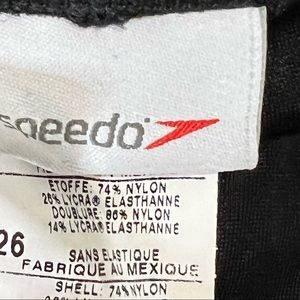 speedo
ETOFFE: 74% NYLON
26% LYCRA® ELASTHANNE
DOUBLURE: 86% NYLON
14% LYCRA® ELASTHANNE
26
SANS ELASTIQUE
FABRIQUE AU MEXIQUE
SHELL: 74% NYLON